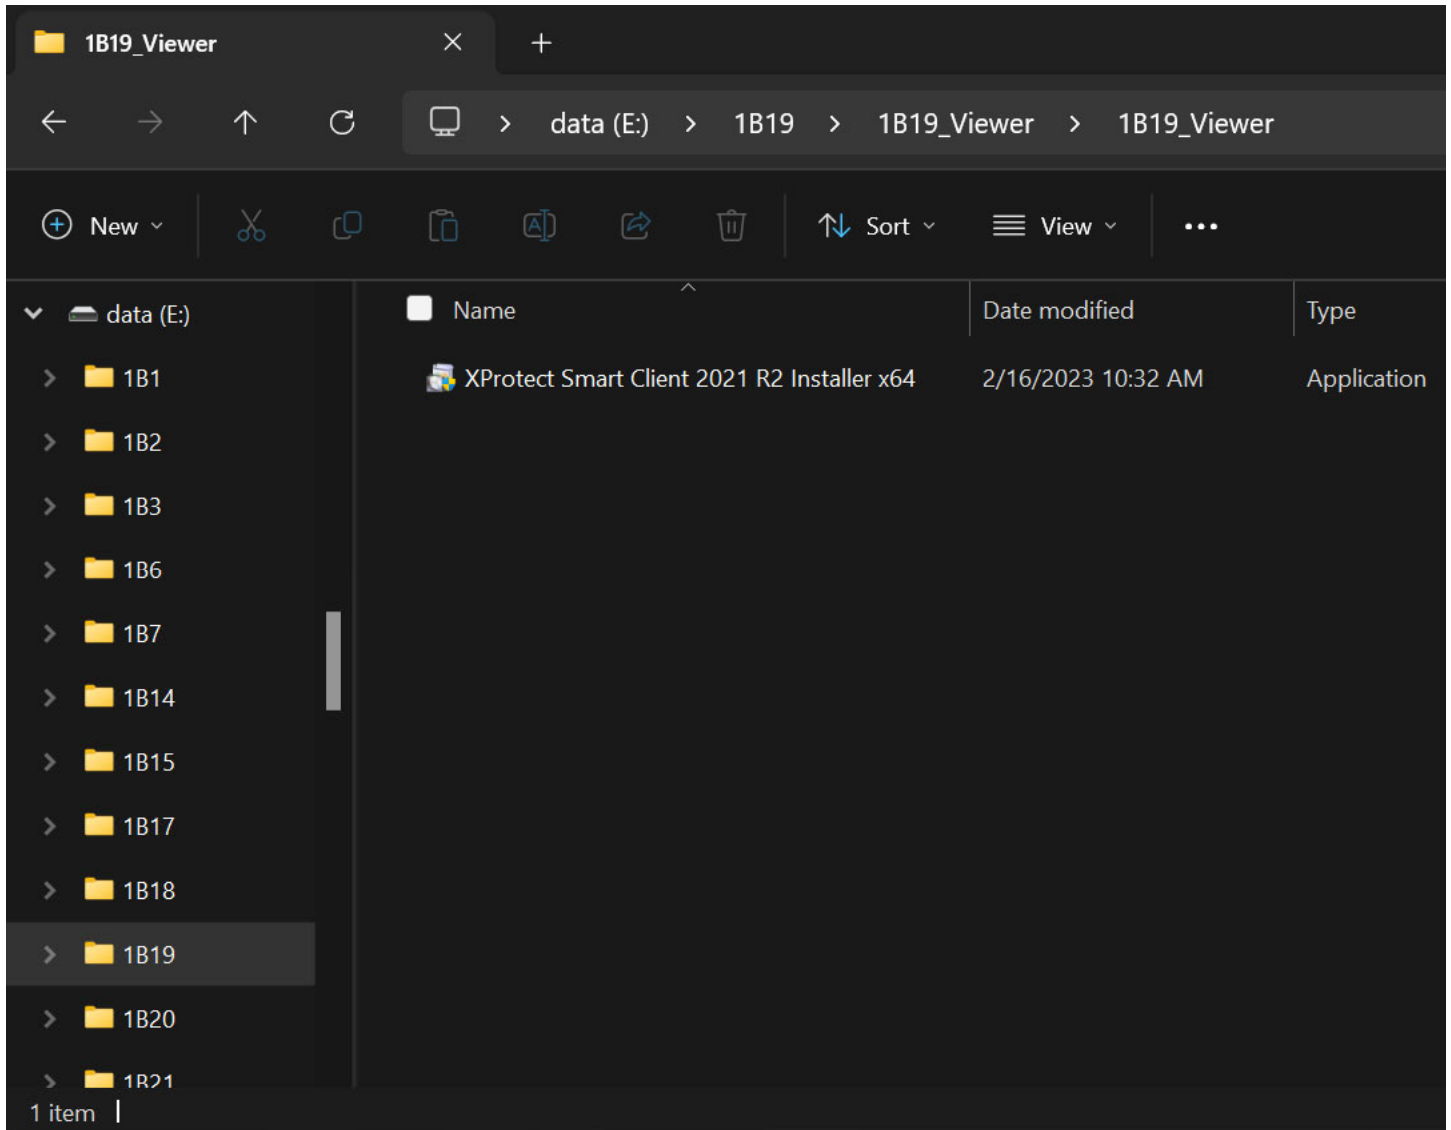 1B19_Viewer
data (E:) > 1B19 > 1B19_Viewer > 1B19_Viewer
New Sort View
data (E:)
Name Date modified Type
XProtect Smart Client 2021 R2 Installer x64 2/16/2023 10:32 AM Application
1B1
1B2
1B3
1B6
1B7
1B14
1B15
1B17
1B18
1B19
1B20
1B21
1 item